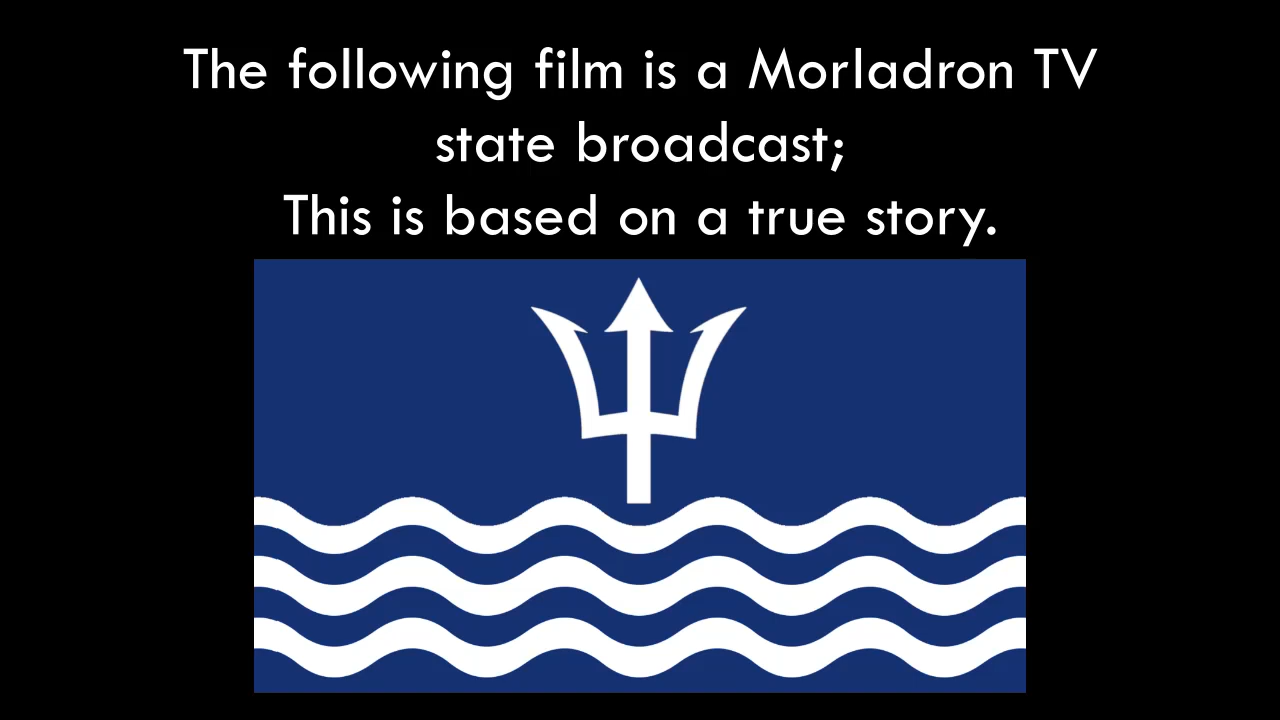 The following film is a Morladron TV
state broadcast;
This is based on a true story.